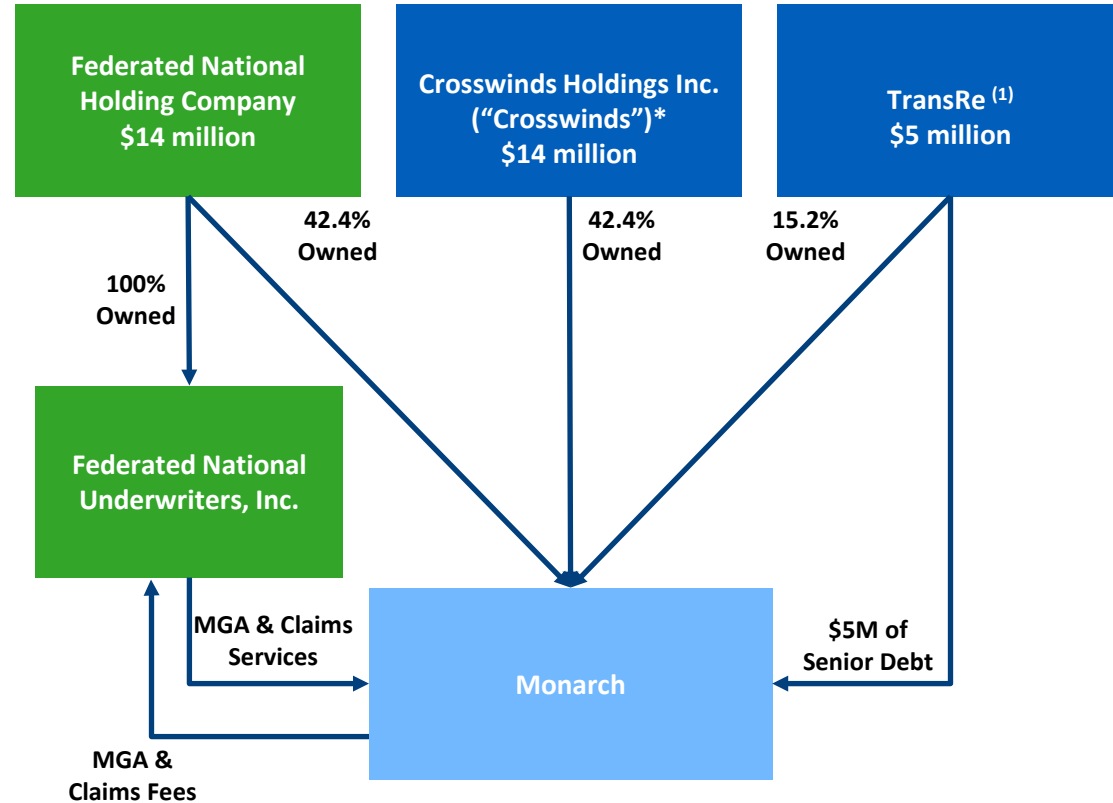 Federated National
Holding Company
$14 million
Crosswinds Holdings Inc.
(“Crosswinds”)*
$14 million
TransRe (1)
$5 million
42.4%
Owned
42.4%
Owned
15.2%
Owned
100%
Owned
Federated National
Underwriters, Inc.
MGA & Claims
Services
$5M of
Senior Debt
Monarch
MGA &
Claims Fees